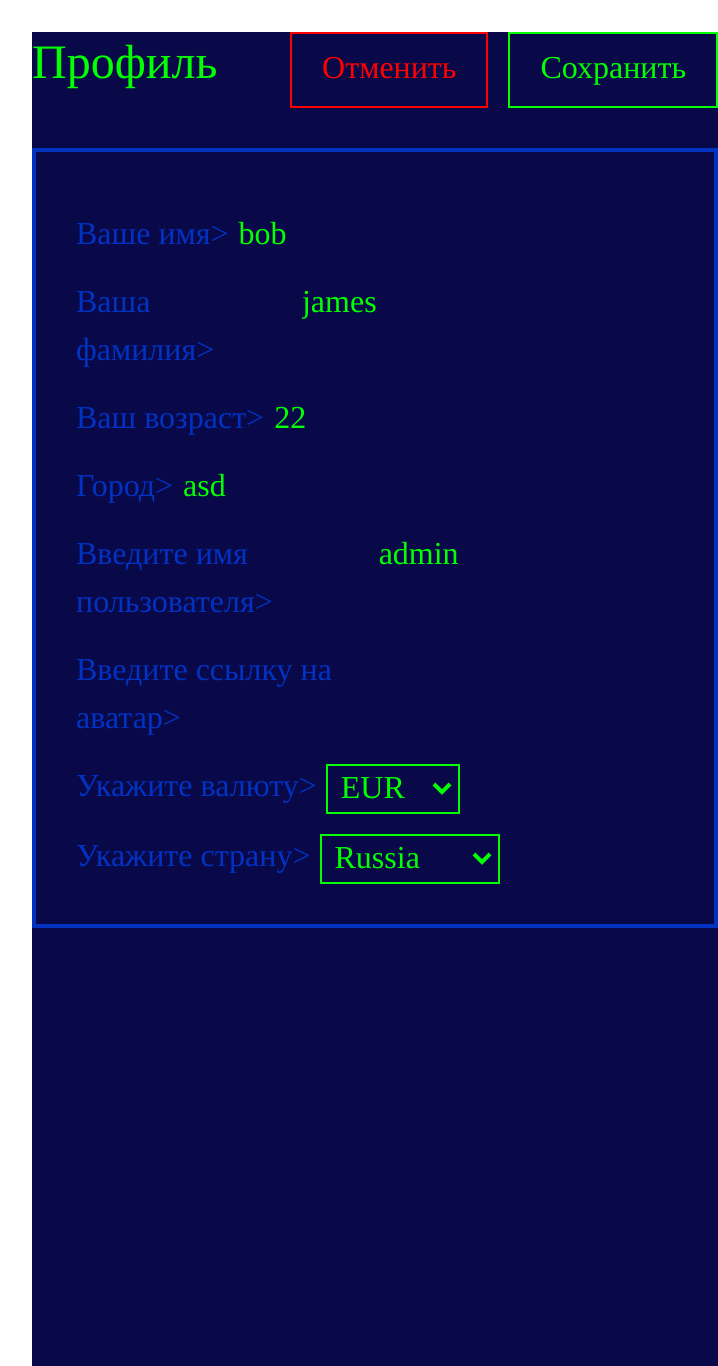 Профиль Отменить Сохранить
Ваше имя> bob
Ваша james
фамилия>
Ваш возраст> 22
Город> asd
Введите имя admin
пользователя>
Введите ссылку на
аватар>
Укажите валюту> EUR
Укажите страну> Russia